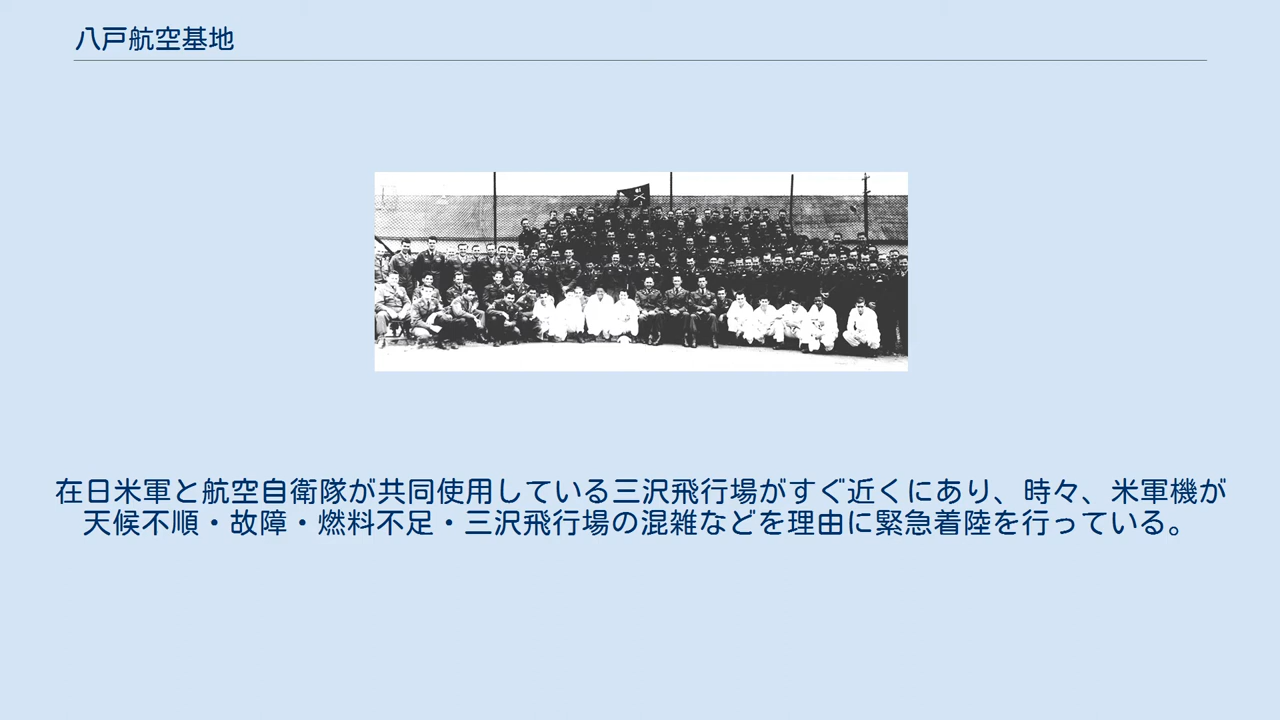 八戸航空基地
在日米軍と航空自衛隊が共同使用している三沢飛行場がすぐ近くにあり、時々、米軍機が
天候不順・故障・燃料不足・三沢飛行場の混雑などを理由に緊急着陸を行っている。